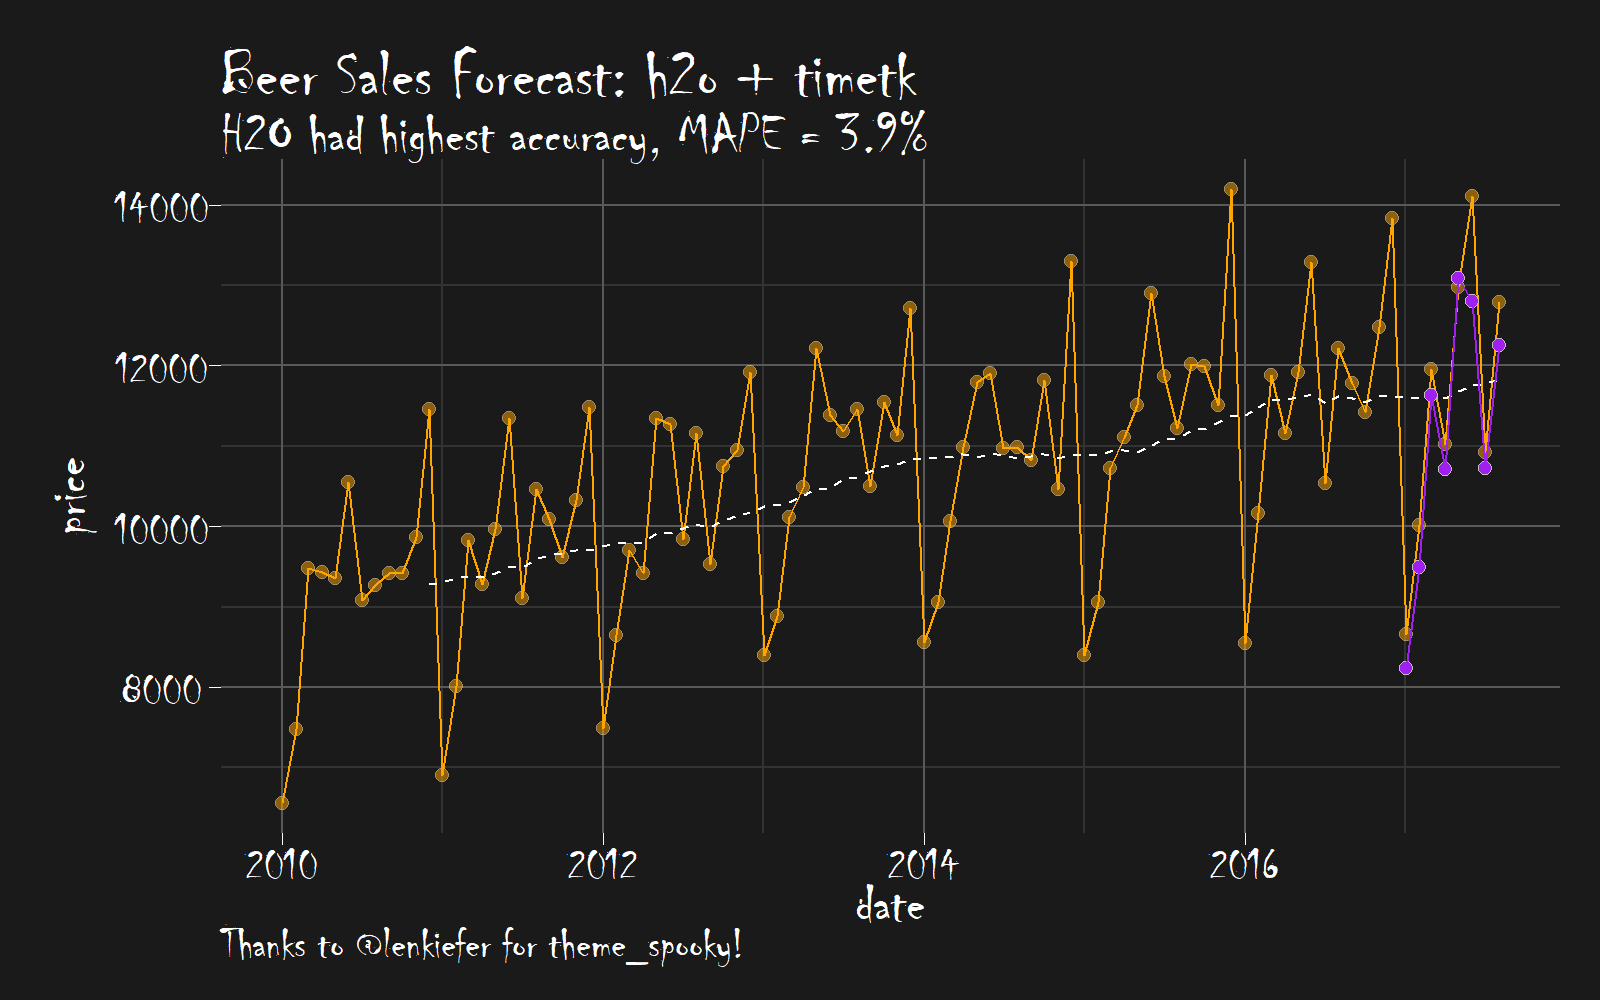 Beer Sales Forecast: h2o + timetk
H2O had highest accuracy, MAPE = 3.9%
14000
12000
10000
8000
price
2010
2012
2014
2016
date
Thanks to @lenkiefer for theme_spooky!